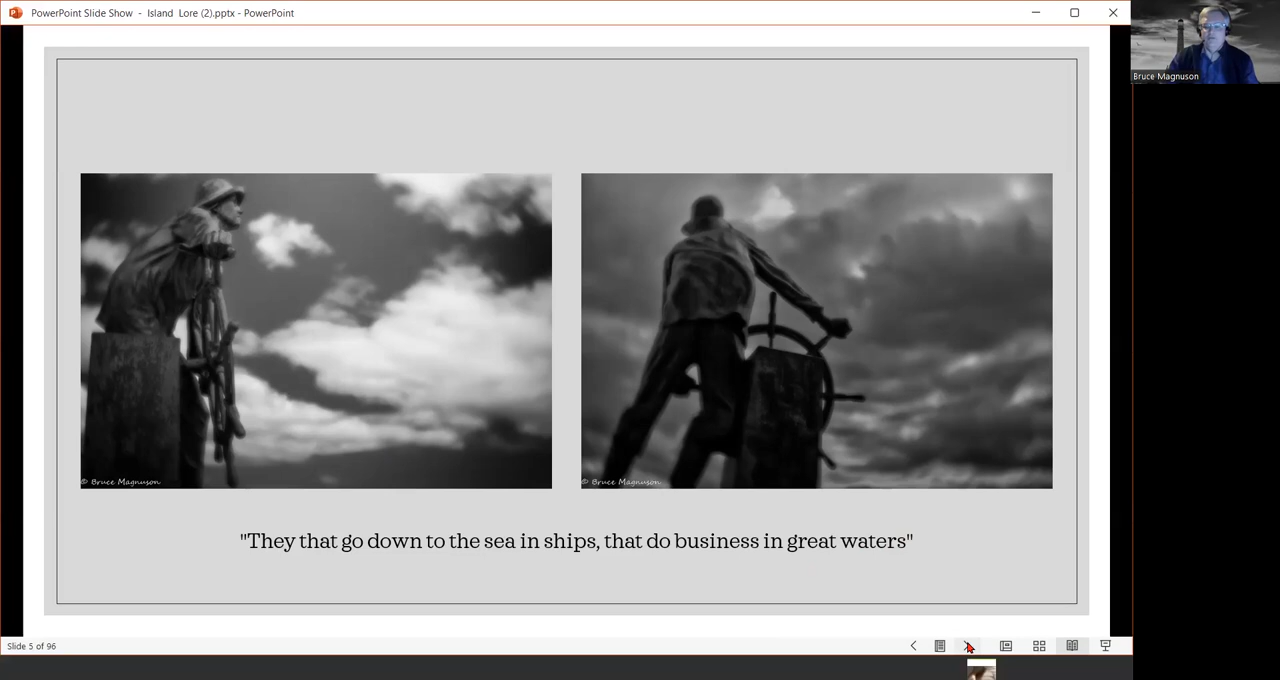 PowerPoint Slide Show - Island Lore (2).pptx - PowerPoint
Bruce Magnuson
© Bruce Magnuson
© Bruce Magnuson
"They that go down to the sea in ships, that do business in great waters"
Slide 5 of 96